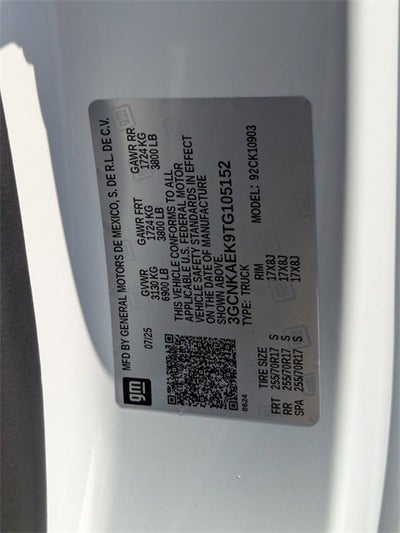 gm
MFD BY GENERAL MOTORS DE MEXICO, S. DE R.L. DE C.V.
07/25
GVWR GAWR FRT GAWR RR
3130 KG 1724 KG 1724 KG
6900 LB 3800 LB 3800 LB
THIS VEHICLE CONFORMS TO ALL
APPLICABLE U.S. FEDERAL MOTOR
VEHICLE SAFETY STANDARDS IN EFFECT
ON THE DATE OF MANUFACTURE
SHOWN ABOVE.
3GCNKAEK9TG105152
TYPE: TRUCK MODEL: 92CK10903
8624
TIRE SIZE RIM
FRT 255/70R17 S 17X8J
RR 255/70R17 S 17X8J
SPA 255/70R17 S 17X8J